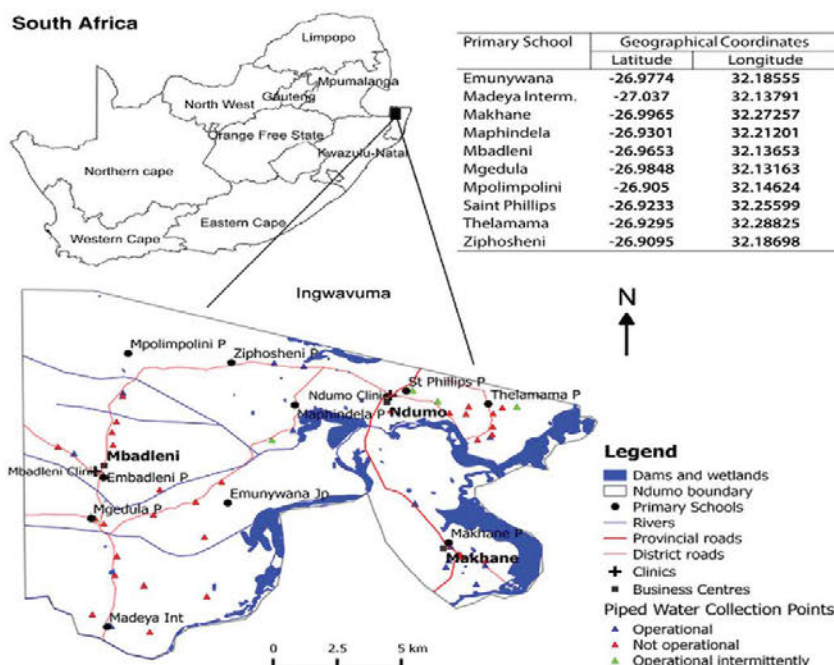 South Africa
Limpopo
Mpumalanga
Gauteng
North West
Orange Free State
Kwazulu-Natal
Northern cape
Eastern Cape
Western Cape
Primary School Geographical Coordinates
Latitude Longitude
Emunywana -26.9774 32.18555
Madeya Interm. -27.037 32.13791
Makhane -26.9965 32.27257
Maphindela -26.9301 32.21201
Mbadleni -26.9653 32.13653
Mgedula -26.9848 32.13163
Mpolimpolini -26.905 32.14624
Saint Phillips -26.9233 32.25599
Thelamama -26.9295 32.28825
Ziphosheni -26.9095 32.18698
Ingwavuma
N
Mpolimpolini P
Ziphosheni P
St Phillips P
Ndumo Clinic
Thelamama P
Ndumo
Maphindela P
Mbadleni
Mbadleni Clinic
Embadleni P
Emunywana Jp
Mgedula P
Makhane P
Makhane
Madeya Int
0 2.5 5 km
Legend
Dams and wetlands
Ndumo boundary
Primary Schools
Rivers
Provincial roads
District roads
Clinics
Business Centres
Piped Water Collection Points
Operational
Not operational
Operational intermittently